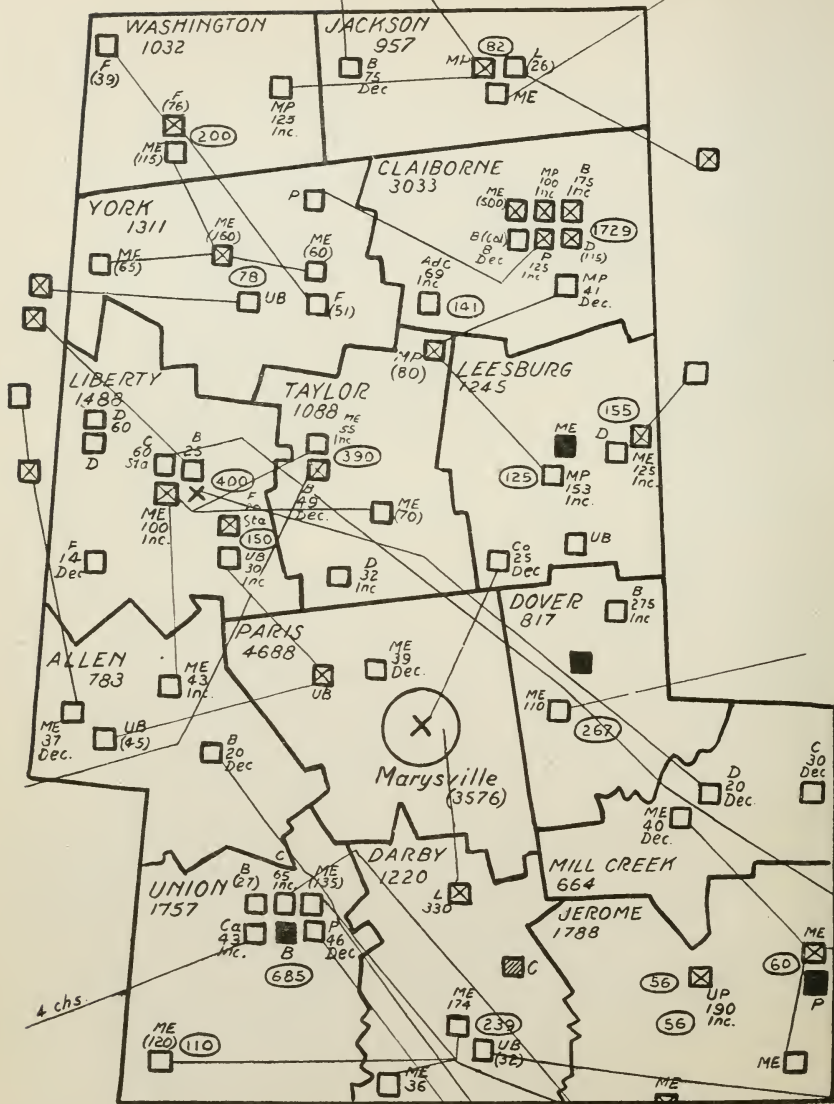 WASHINGTON
1032
F
(39)
F
(76)
200
ME
(115)
MP
125
Inc.
JACKSON
957
B
75
Dec
82
MP
L
(26)
ME
YORK
1311
P
ME
(65)
ME
(160)
78
UB
ME
(60)
F
(51)
CLAIBORNE
3033
ME
(500)
MP
100
Inc
B
175
Inc
1729
B(Col)
8
Dec
P
125
Inc
D
(115)
AdC
69
Inc
141
MP
41
Dec.
LIBERTY
1488
D
60
D
C
60
Sta
B
25
400
ME
100
Inc.
F
Sta
150
UB
30
Inc
F
14
Dec
TAYLOR
1088
ME
55
Inc
390
B
49
Dec.
ME
(70)
D
32
Inc
MP
(80)
LEESBURG
1245
155
ME
D
ME
125
Inc.
125
MP
153
Inc.
UB
Co
25
Dec
ALLEN
783
ME
43
Inc.
ME
37
Dec.
UB
(45)
B
20
Dec
PARIS
4688
UB
ME
39
Dec.
Marysville
(3576)
DOVER
817
B
275
Inc
ME
110
267
MILL CREEK
664
D
20
Dec
C
30
Dec.
ME
40
Dec.
UNION
1757
B
(27)
C
65
Inc.
ME
(135)
Ca
43
Inc.
B
P
46
Dec
685
4 chs.
ME
(120)
110
DARBY
1220
L
330
C
ME
174
239
UB
(32)
ME
36
JEROME
1788
56
UP
190
Inc.
56
60
ME
P
ME
ME